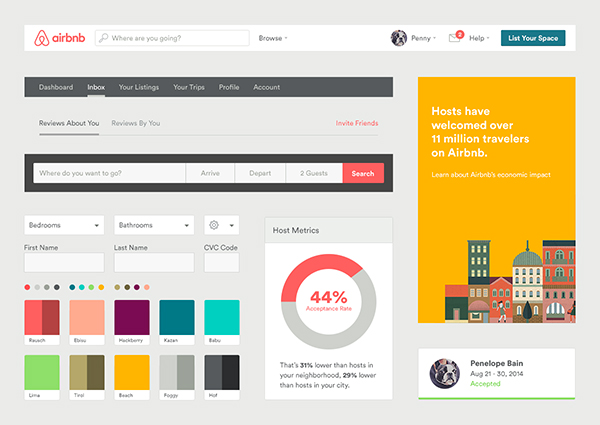 airbnb
Where are you going?
Browse
Penny
2
Help
List Your Space
Dashboard Inbox Your Listings Your Trips Profile Account
Reviews About You Reviews By You Invite Friends
Where do you want to go? Arrive Depart 2 Guests Search
Bedrooms Bathrooms
First Name Last Name CVC Code
Rausch Ebisu Hackberry Kazan Babu
Lima Tirol Beach Foggy Hof
Host Metrics
44%
Acceptance Rate
That's 31% lower than hosts in
your neighborhood, 29% lower
than hosts in your city.
Hosts have
welcomed over
11 million travelers
on Airbnb.
Learn about Airbnb's economic impact
Penelope Bain
Aug 21 - 30, 2014
Accepted